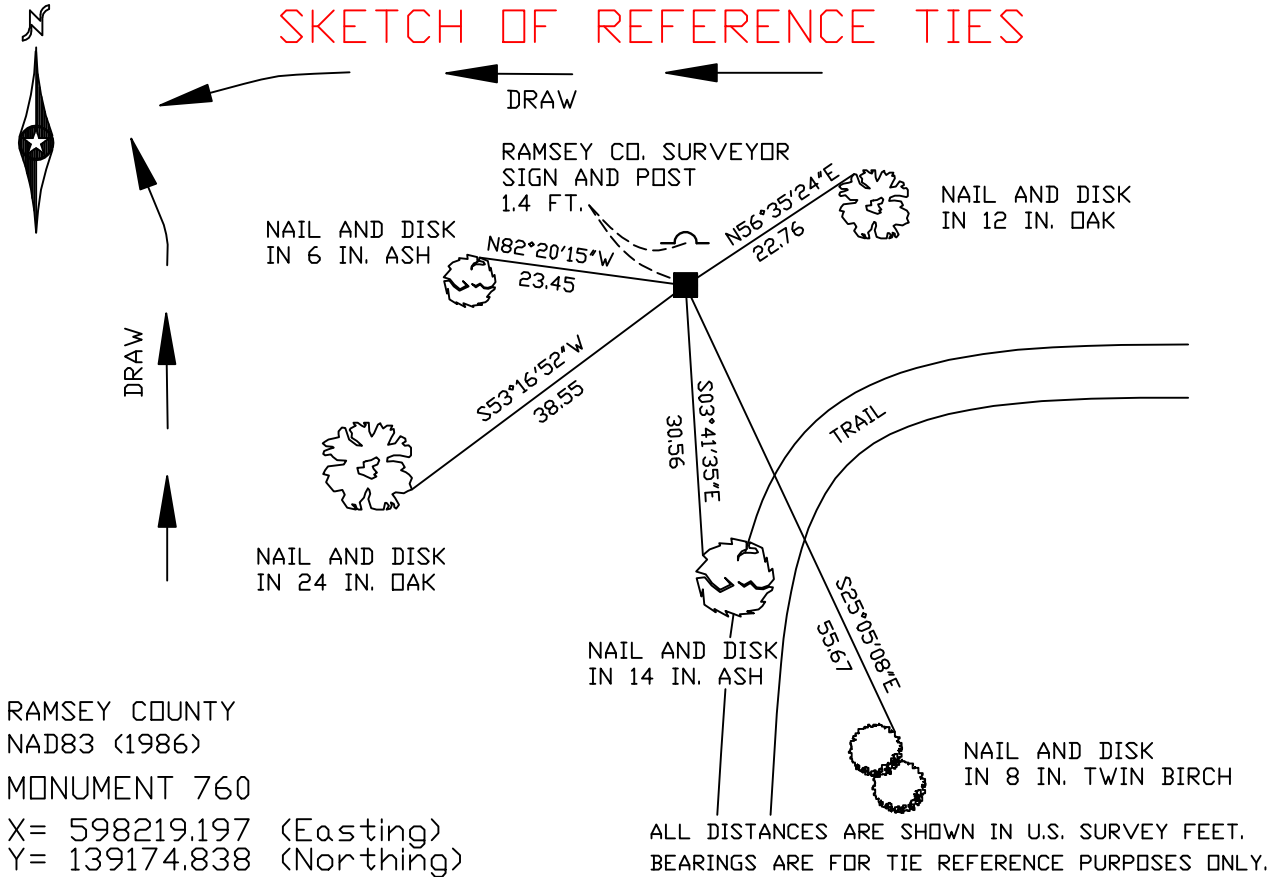 N
SKETCH OF REFERENCE TIES
DRAW
RAMSEY CO. SURVEYOR
SIGN AND POST
1.4 FT.
N56°35'24"E
22.76
NAIL AND DISK
IN 12 IN. OAK
NAIL AND DISK
IN 6 IN. ASH
N82°20'15"W
23.45
DRAW
S53°16'52"W
38.55
S03°41'35"E
30.56
TRAIL
NAIL AND DISK
IN 24 IN. OAK
S25°05'08"E
55.67
NAIL AND DISK
IN 14 IN. ASH
NAIL AND DISK
IN 8 IN. TWIN BIRCH
RAMSEY COUNTY
NAD83 (1986)
MONUMENT 760
X= 598219.197 (Easting)
Y= 139174.838 (Northing)
ALL DISTANCES ARE SHOWN IN U.S. SURVEY FEET.
BEARINGS ARE FOR TIE REFERENCE PURPOSES ONLY.